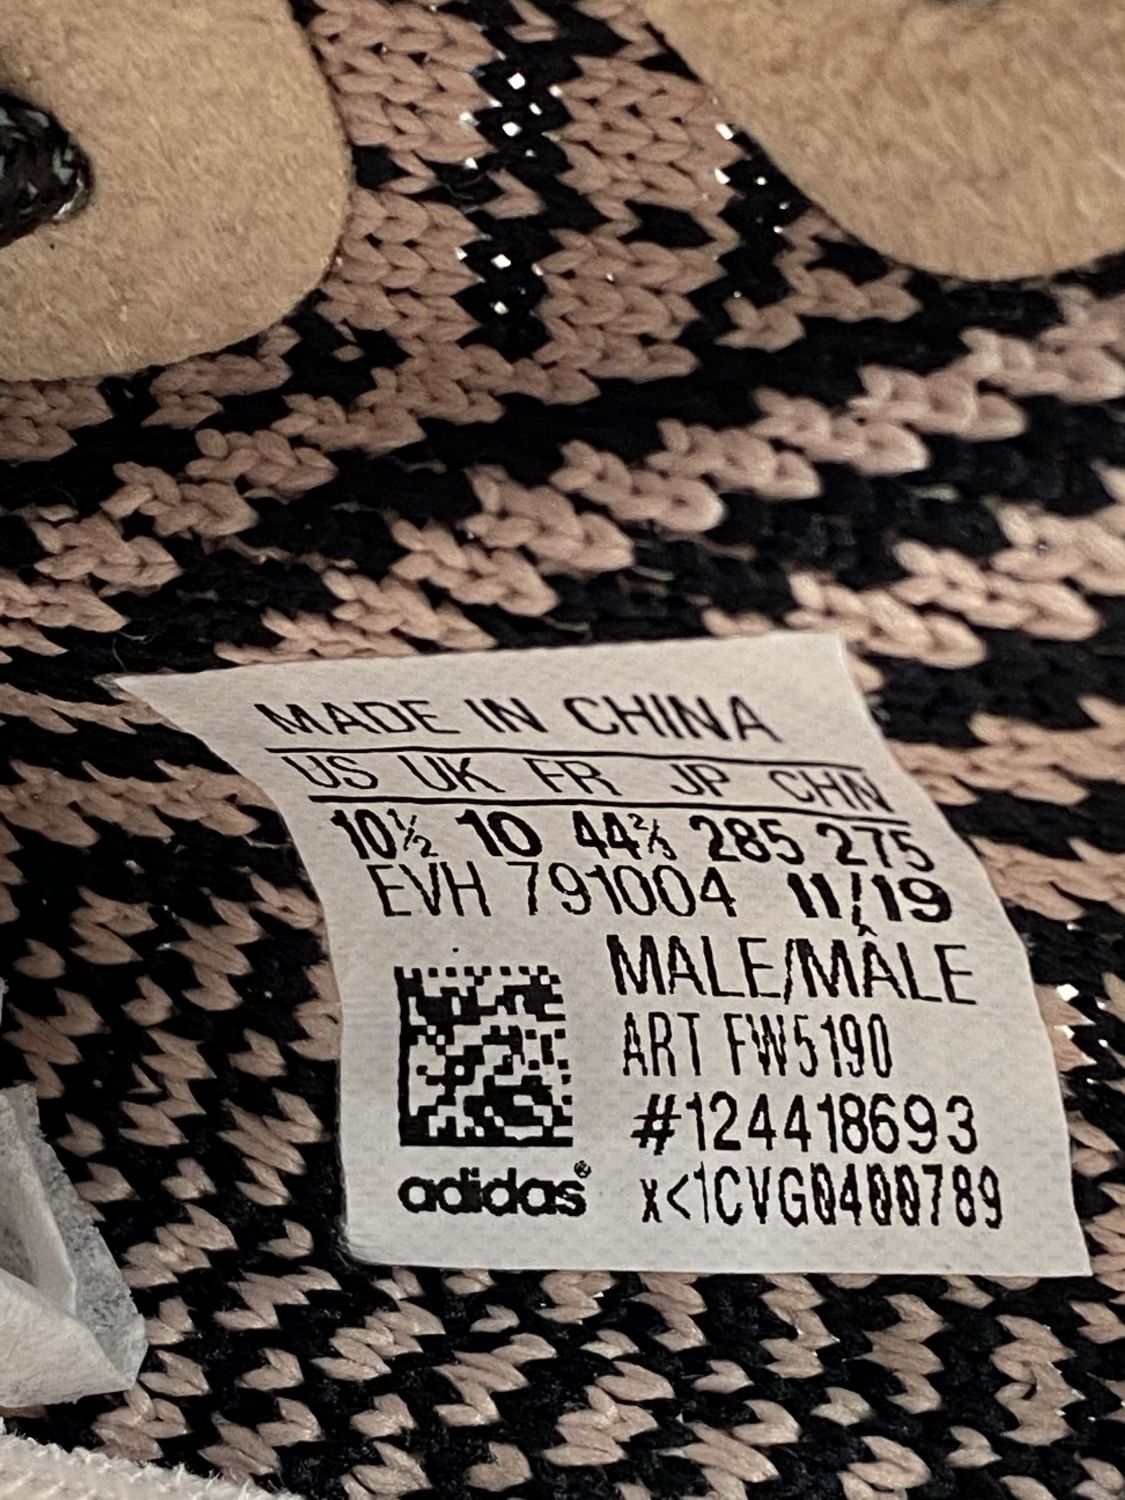 MADE IN CHINA
US UK FR JP CHN
10½ 10 44⅔ 285 275
EVH 791004 11/19
MALE/MÂLE
ART FW5190
#124418693
adidas® x<1CVG0400789